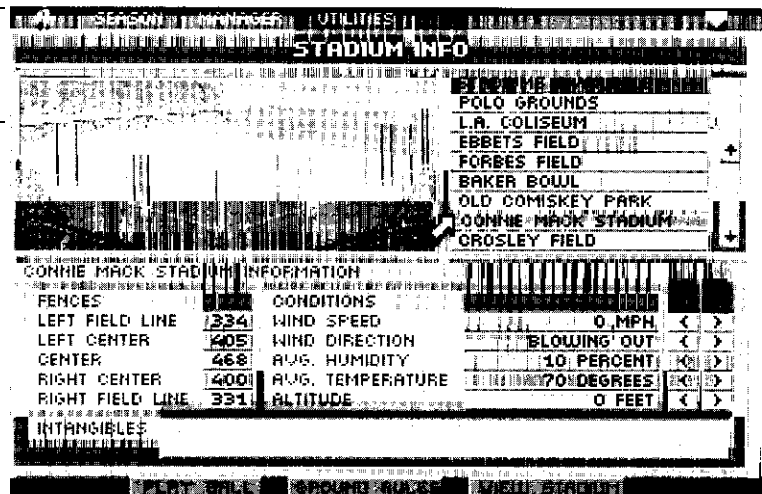 SEASON MANAGER UTILITIES
STADIUM INFO
POLO GROUNDS
L.A. COLISEUM
EBBETS FIELD
FORBES FIELD
BAKER BOWL
OLD COMISKEY PARK
CONNIE MACK STADIUM
CROSLEY FIELD
CONNIE MACK STADIUM INFORMATION
FENCES
LEFT FIELD LINE 334
LEFT CENTER 405
CENTER 468
RIGHT CENTER 400
RIGHT FIELD LINE 331
CONDITIONS
WIND SPEED 0 MPH < >
WIND DIRECTION BLOWING OUT < >
AVG. HUMIDITY 10 PERCENT < >
AVG. TEMPERATURE 70 DEGREES < >
ALTITUDE 0 FEET < >
INTANGIBLES
PLAY BALL GROUND RULES VIEW STADIUM